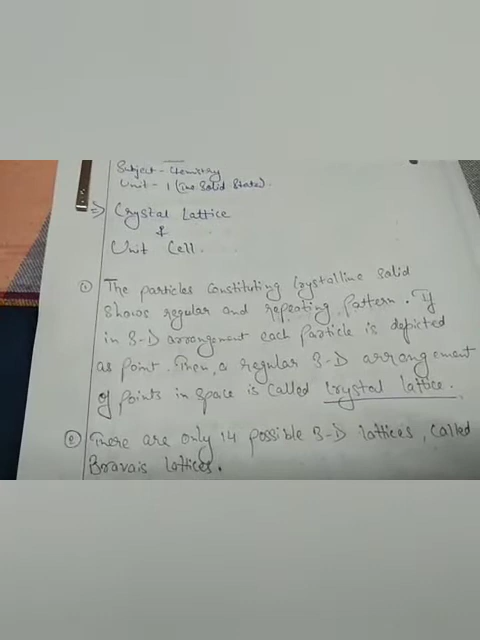 Subject - Chemistry
Unit - 1 (The Solid State).
=> Crystal Lattice
&
Unit Cell.
① The particles constituting Crystalline Solid
Shows regular and repeating pattern. If
in 3-D arrangement each particle is depicted
as point. Then, a regular 3-D arrangement
of points in space is called Crystal lattice.
② There are only 14 possible 3-D lattices, called
Bravais lattices.